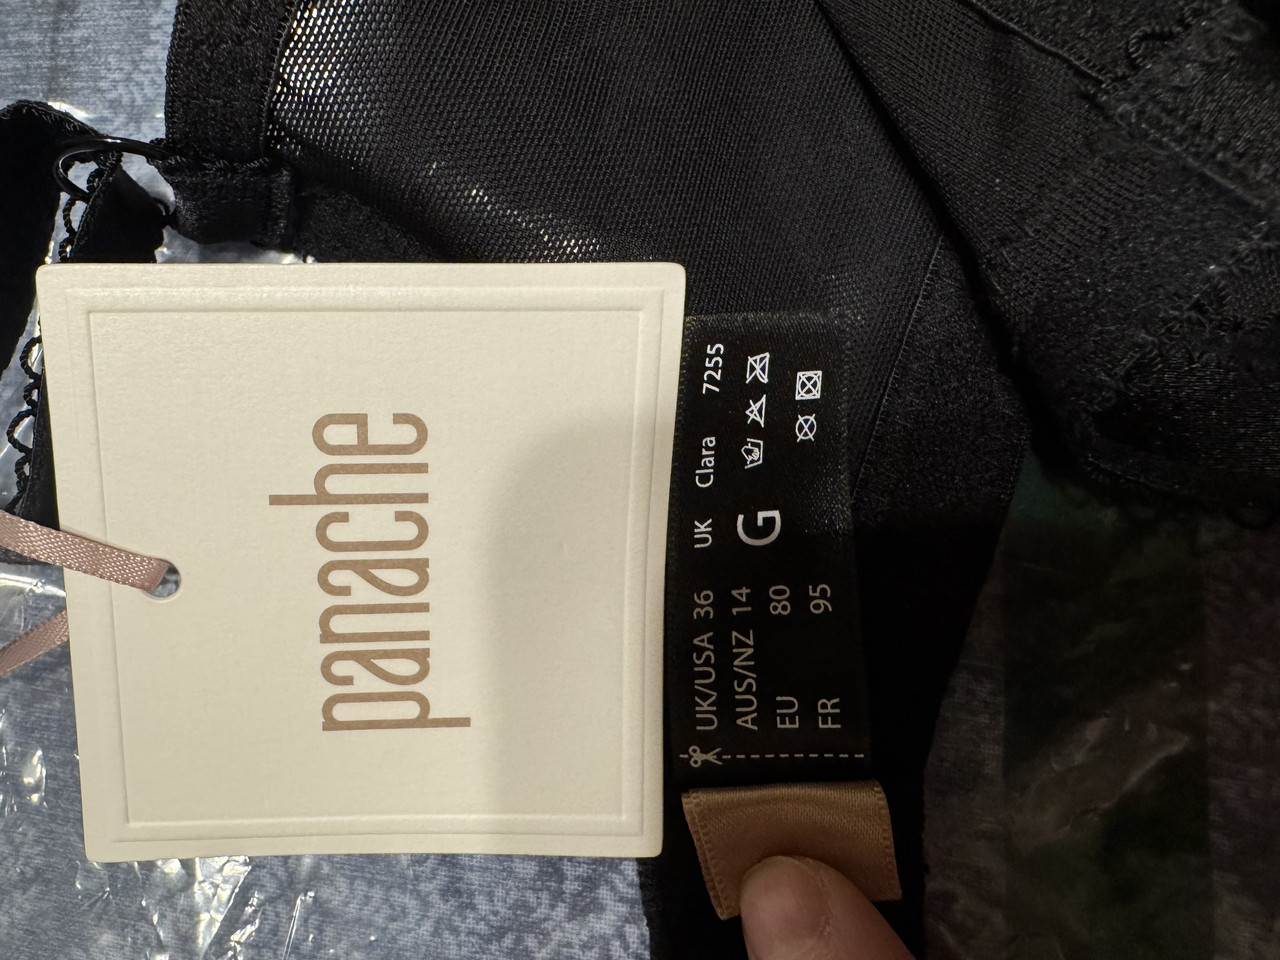 panache
UK/USA 36 UK Clara 7255
AUS/NZ 14 G
EU 80
FR 95